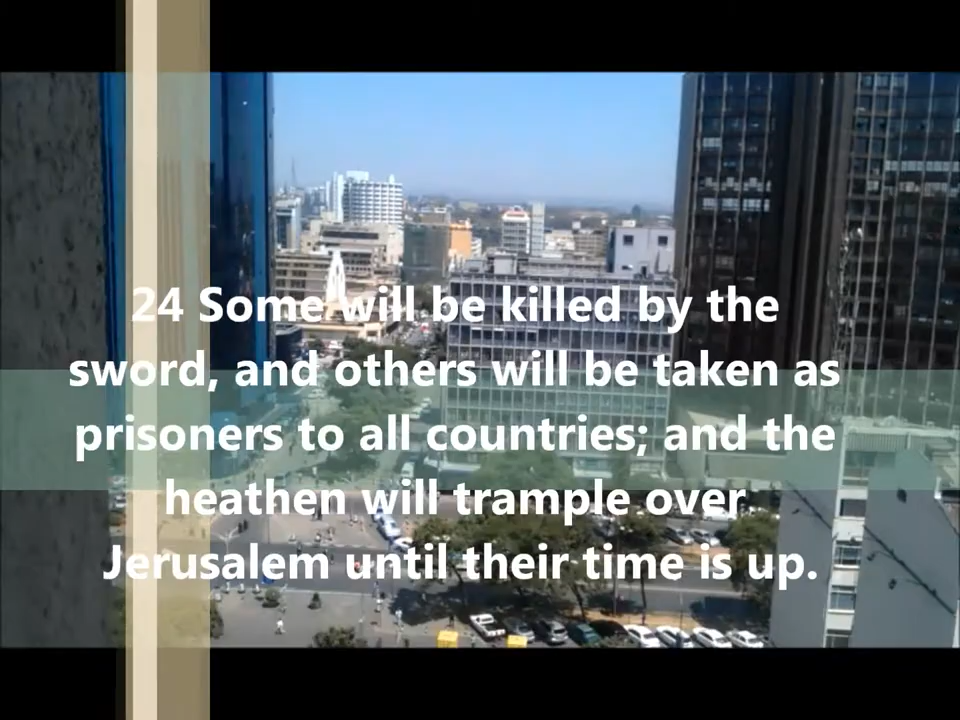 24 Some will be killed by the
sword, and others will be taken as
prisoners to all countries; and the
heathen will trample over
Jerusalem until their time is up.